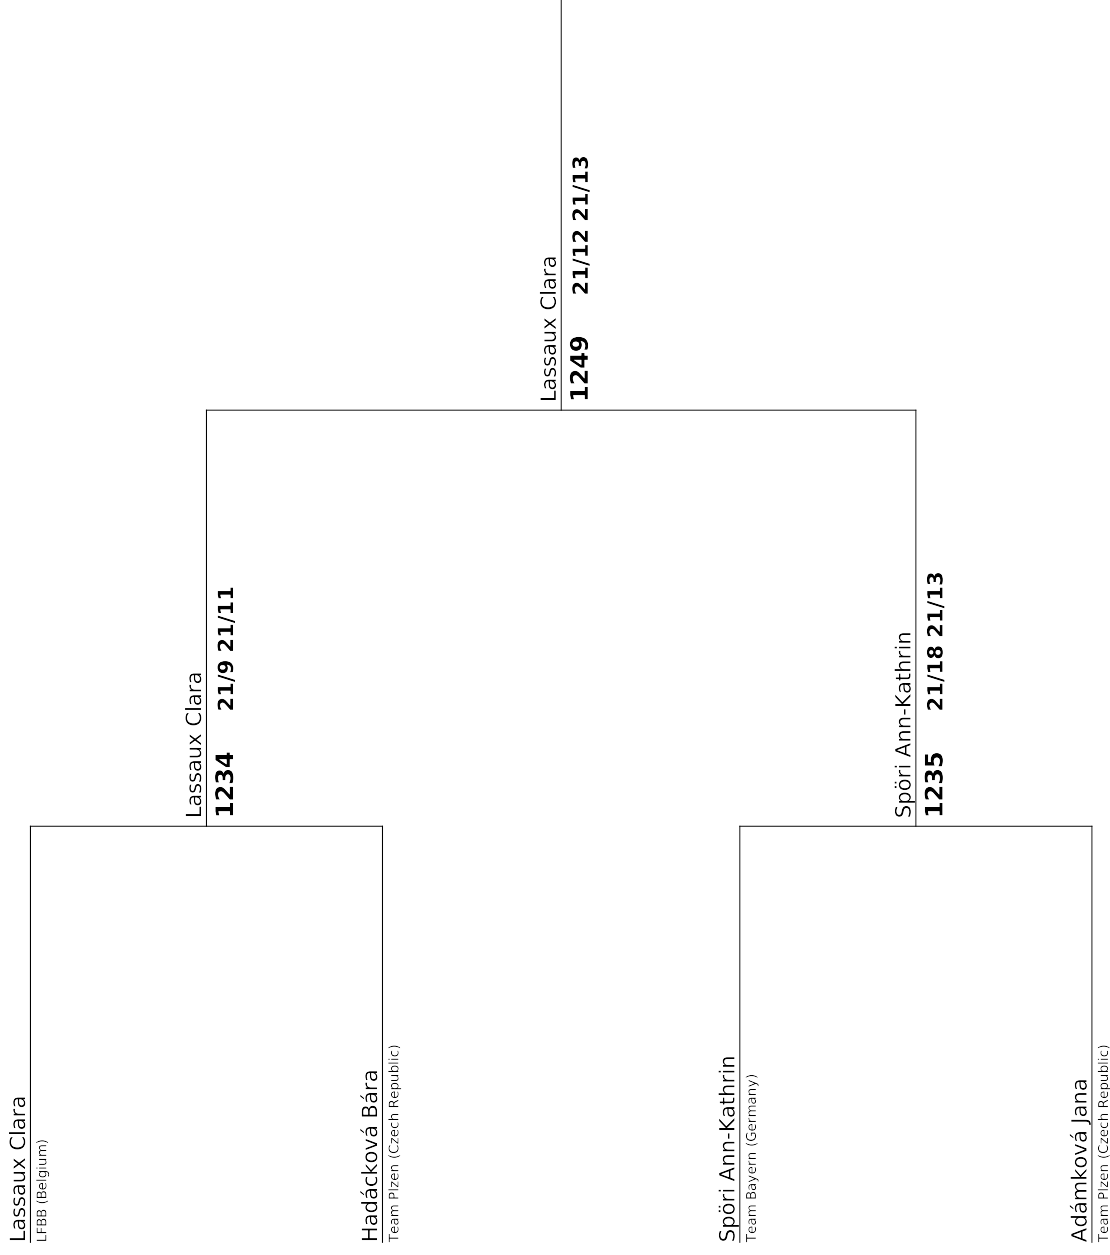 Lassaux Clara
LFBB (Belgium)
Lassaux Clara
1234 21/9 21/11
Hadácková Bára
Team Plzen (Czech Republic)
Lassaux Clara
1249 21/12 21/13
Spöri Ann-Kathrin
Team Bayern (Germany)
Spöri Ann-Kathrin
1235 21/18 21/13
Adámková Jana
Team Plzen (Czech Republic)